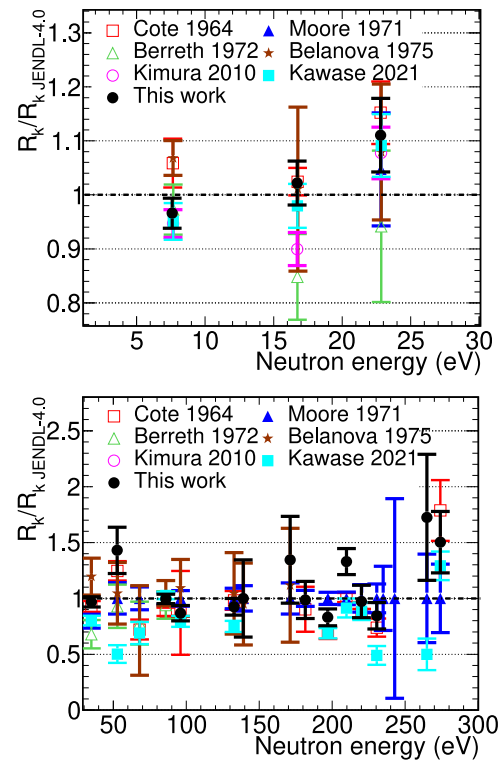 R_k/R_k JENDL-4.0
Cote 1964
Moore 1971
Berreth 1972
Belanova 1975
Kimura 2010
Kawase 2021
This work
1.3
1.2
1.1
1
0.9
0.8
5 10 15 20 25 30
Neutron energy (eV)
R_k/R_k JENDL-4.0
Cote 1964
Moore 1971
Berreth 1972
Belanova 1975
Kimura 2010
Kawase 2021
This work
2.5
2
1.5
1
0.5
0
50 100 150 200 250 300
Neutron energy (eV)